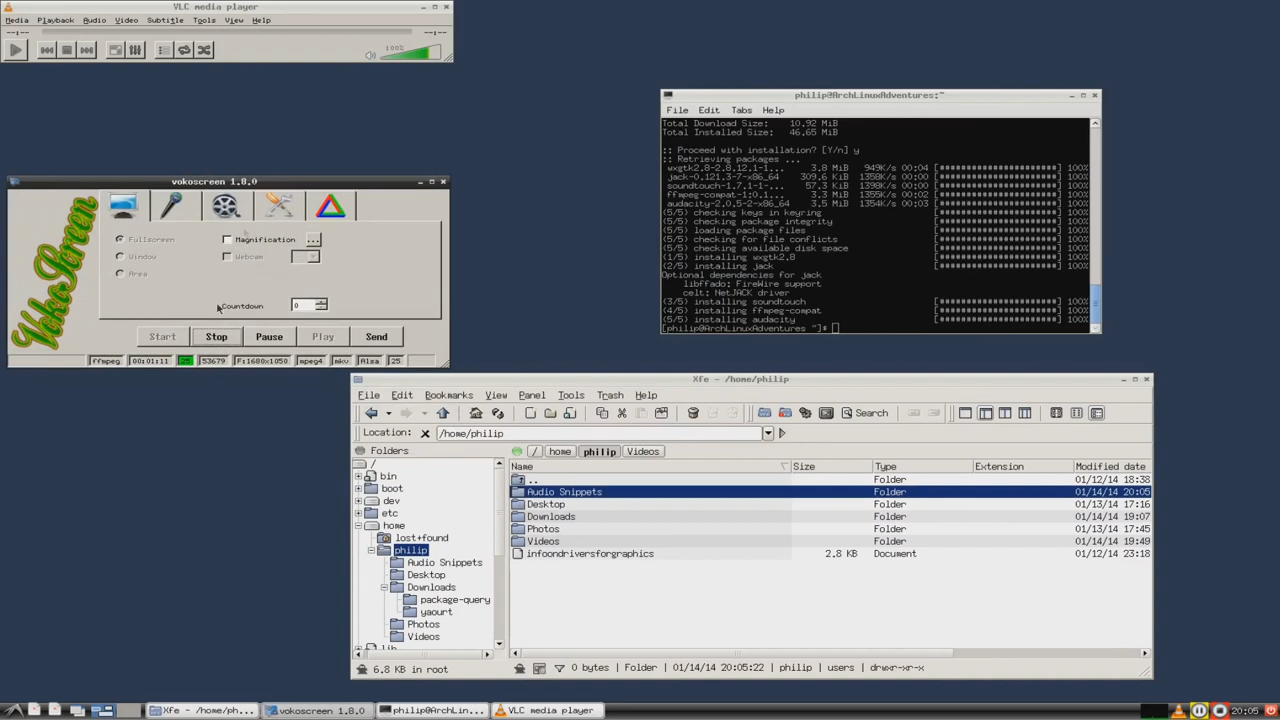 VLC media player
Media Playback Audio Video Subtitle Tools View Help
--:-- --:--
100%
philip@ArchLinuxAdventures:~
File Edit Tabs Help
Total Download Size: 10.92 MiB
Total Installed Size: 46.65 MiB
:: Proceed with installation? [Y/n] y
:: Retrieving packages ...
wxgtk2.8-2.8.12.1-1... 3.8 MiB 949K/s 00:04 100%
jack-0.121.3-7-x86_64 309.6 KiB 1358K/s 00:00 100%
soundtouch-1.7.1-1-... 57.3 KiB 1398K/s 00:00 100%
ffmpeg-compat-1:0.1... 3.3 MiB 1355K/s 00:02 100%
audacity-2.0.5-2-x86_64 3.5 MiB 1354K/s 00:03 100%
(5/5) checking keys in keyring 100%
(5/5) checking package integrity 100%
(5/5) loading package files 100%
(5/5) checking for file conflicts 100%
(5/5) checking available disk space 100%
(1/5) installing wxgtk2.8 100%
(2/5) installing jack 100%
Optional dependencies for jack
libffado: FireWire support
celt: NetJACK driver
(3/5) installing soundtouch 100%
(4/5) installing ffmpeg-compat 100%
(5/5) installing audacity 100%
[philip@ArchLinuxAdventures ~]$
vokoscreen 1.8.0
VokoScreen
Fullscreen Magnification ...
Window Webcam
Area
Countdown 0
Start Stop Pause Play Send
ffmpeg 00:01:11 25 53679 F:1680x1050 mpeg4 mkv Alsa 25
Xfe - /home/philip
File Edit Bookmarks View Panel Tools Trash Help
Search
Location: /home/philip
Folders / home philip Videos
/
bin
boot
dev
etc
home
lost+found
philip
Audio Snippets
Desktop
Downloads
package-query
yaourt
Photos
Videos
lib
Name Size Type Extension Modified date
.. Folder 01/12/14 18:38
Audio Snippets Folder 01/14/14 20:05
Desktop Folder 01/13/14 17:16
Downloads Folder 01/14/14 19:07
Photos Folder 01/13/14 17:45
Videos Folder 01/14/14 19:49
infoondriversforgraphics 2.8 KB Document 01/12/14 23:18
6.8 KB in root 0 bytes | Folder | 01/14/14 20:05:22 | philip | users | drwxr-xr-x
Xfe - /home/ph... vokoscreen 1.8.0 philip@ArchLin... VLC media player 20:05